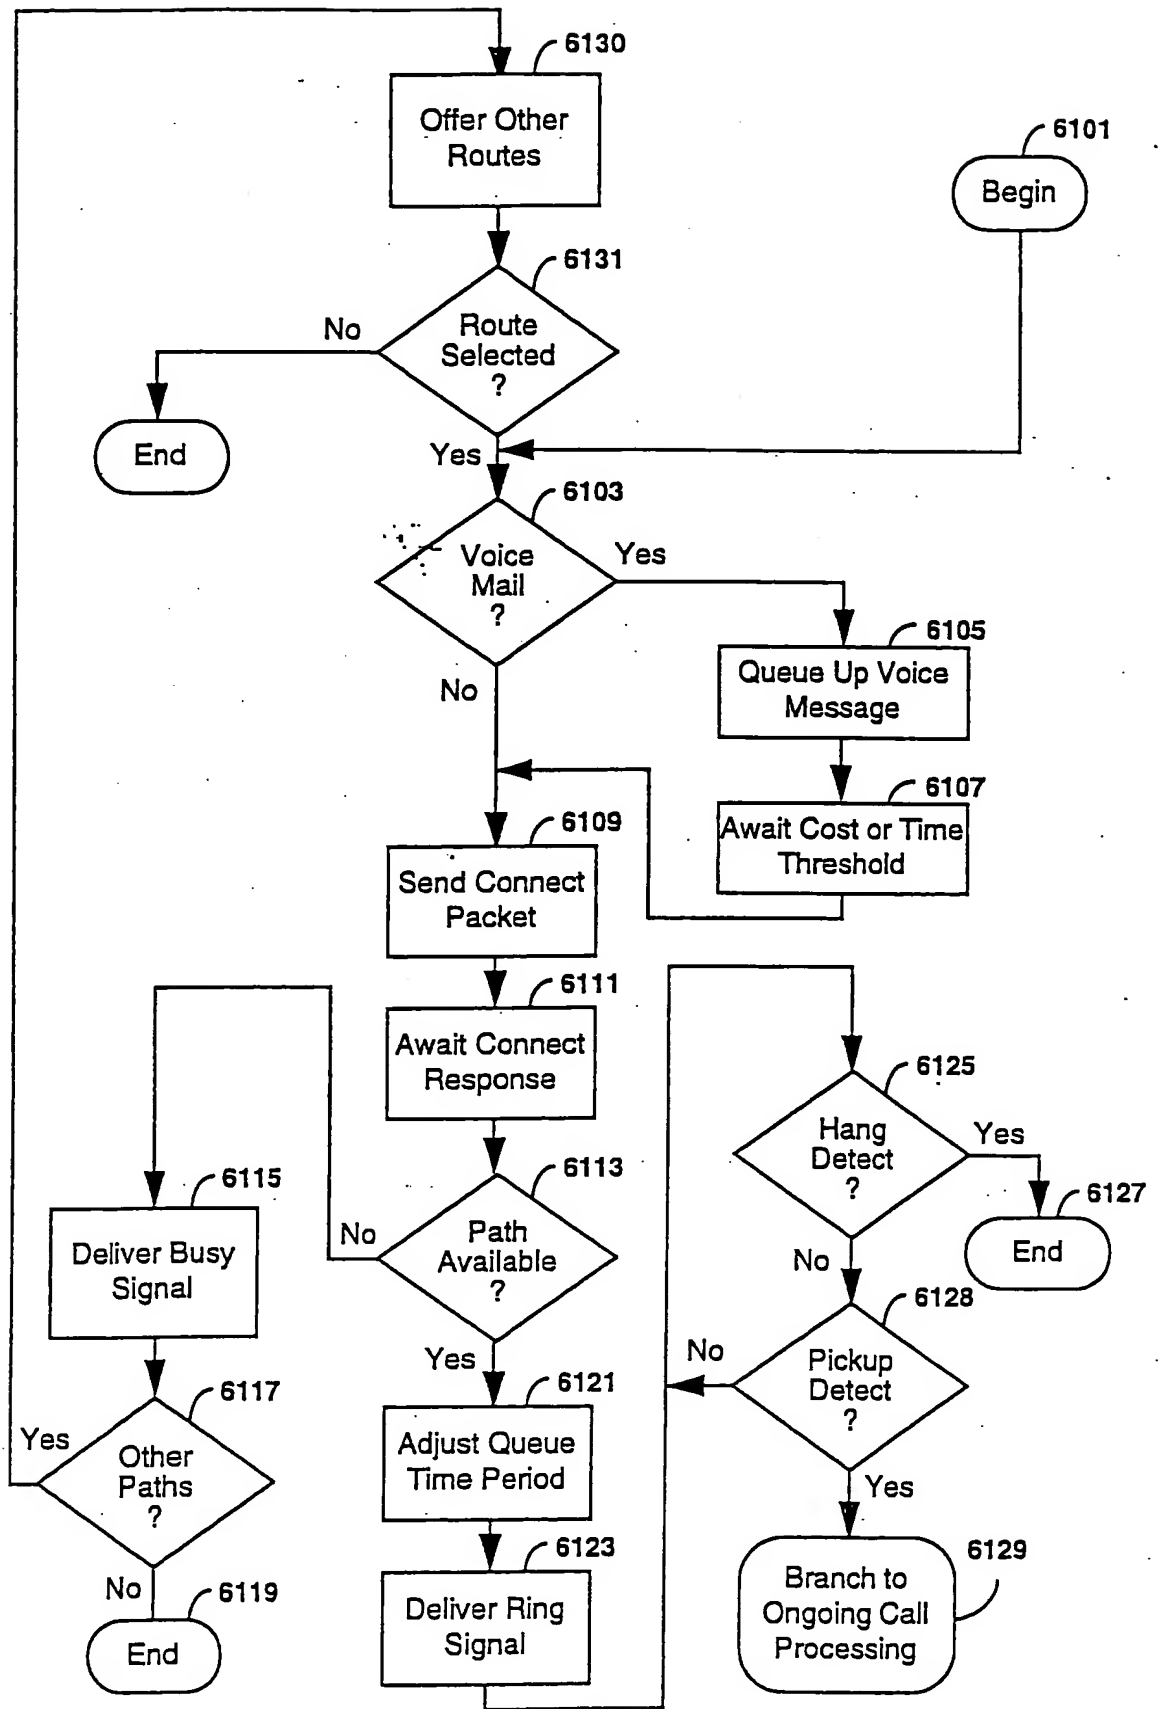 6130
Offer Other
Routes
6101
Begin
6131
Route
Selected
?
No
End
Yes
6103
Voice
Mail
?
Yes
No
6105
Queue Up Voice
Message
6107
Await Cost or Time
Threshold
6109
Send Connect
Packet
6111
Await Connect
Response
6113
Path
Available
?
No
Yes
6115
Deliver Busy
Signal
6117
Other
Paths
?
Yes
No
6119
End
6121
Adjust Queue
Time Period
6123
Deliver Ring
Signal
6125
Hang
Detect
?
Yes
No
6127
End
6128
Pickup
Detect
?
No
Yes
6129
Branch to
Ongoing Call
Processing